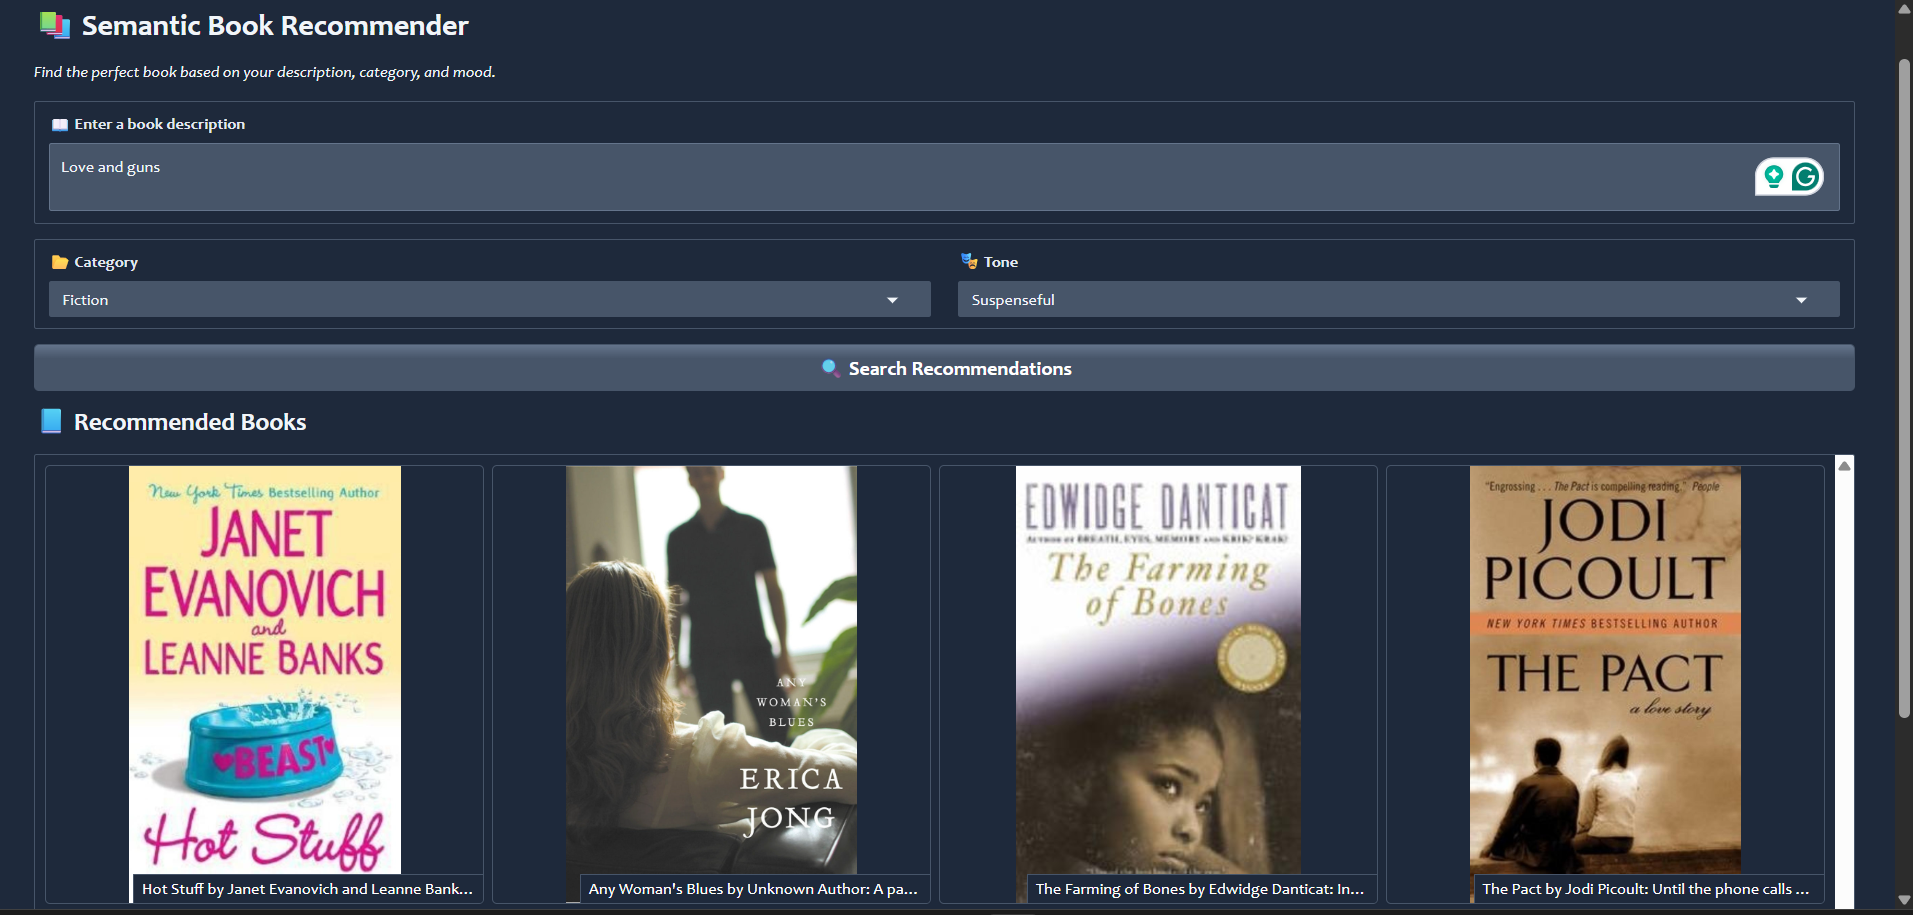 Semantic Book Recommender
Find the perfect book based on your description, category, and mood.
Enter a book description
Love and guns
Category
Tone
Fiction
Suspenseful
Search Recommendations
Recommended Books
New York Times Bestselling Author
JANET
EVANOVICH
and
LEANNE BANKS
BEAST
Hot Stuff
Hot Stuff by Janet Evanovich and Leanne Bank...
ANY
WOMAN'S
BLUES
ERICA
JONG
Any Woman's Blues by Unknown Author: A pa...
EDWIDGE DANTICAT
AUTHOR OF BREATH, EYES, MEMORY AND KRIK? KRAK!
The Farming
of Bones
The Farming of Bones by Edwidge Danticat: In...
"Engrossing . . . The Pact is compelling reading." People
JODI
PICOULT
NEW YORK TIMES BESTSELLING AUTHOR
THE PACT
a love story
The Pact by Jodi Picoult: Until the phone calls ...